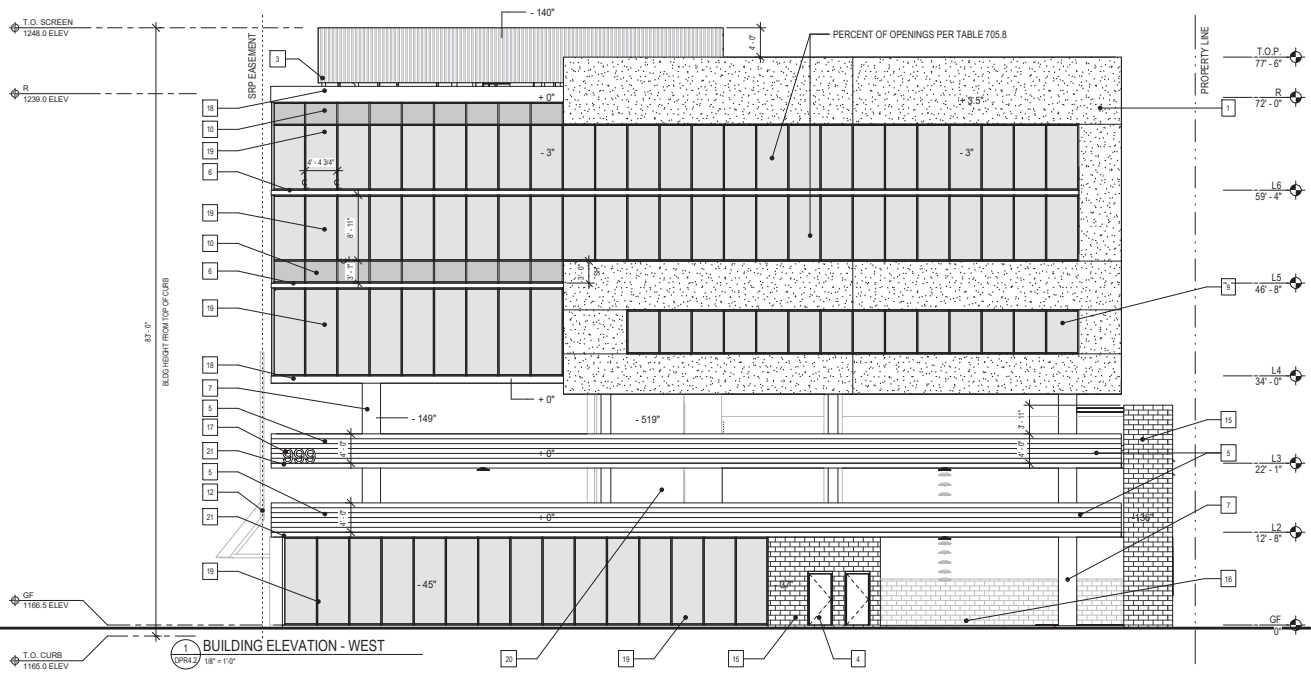 T.O. SCREEN
1248.0 ELEV
R
1239.0 ELEV
GF
1166.5 ELEV
T.O. CURB
1165.0 ELEV
83' - 0"
BLDG HEIGHT FROM TOP OF CURB
SRP EASEMENT
- 140"
4' - 0"
PERCENT OF OPENINGS PER TABLE 705.8
PROPERTY LINE
T.O.P.
77' - 6"
R
72' - 0"
L6
59' - 4"
L5
46' - 8"
L4
34' - 0"
L3
22' - 1"
L2
12' - 8"
GF
0"
3
18
10
19
6
19
10
6
19
18
7
5
17
21
5
12
21
19
1
9
15
5
7
16
+ 0"
+ 3.5"
- 3"
- 3"
4' - 4 3/4"
8' - 11"
3' - 1"
3' - 0"
+ 0"
- 149"
- 519"
3' - 11"
4' - 0"
999
+ 0"
4' - 0"
4' - 0"
+ 0"
- 136"
- 45"
1
DPR4.2
BUILDING ELEVATION - WEST
1/8" = 1'-0"
20
19
15
4